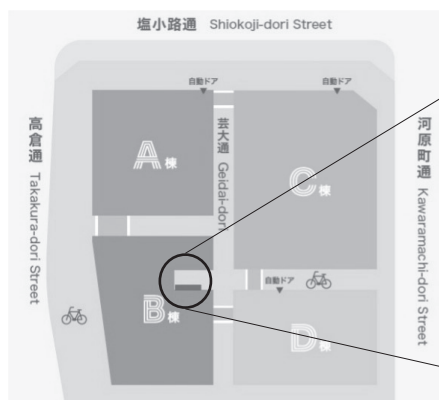 塩小路通 Shiokoji-dori Street
自動ドア
自動ドア
高倉通 Takakura-dori Street
芸大通 Geidai-dori
河原町通 Kawaramachi-dori Street
A棟
C棟
自動ドア
B棟
D棟